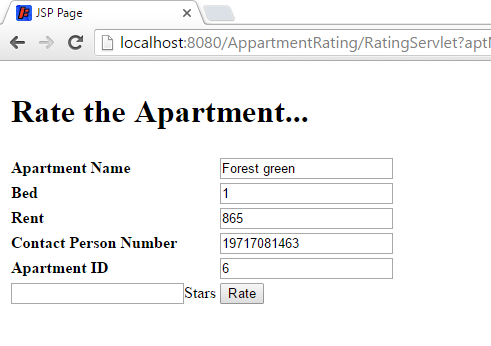 JSP Page
localhost:8080/AppartmentRating/RatingServlet?apt
Rate the Apartment...
Apartment Name Forest green
Bed 1
Rent 865
Contact Person Number 19717081463
Apartment ID 6
Stars Rate